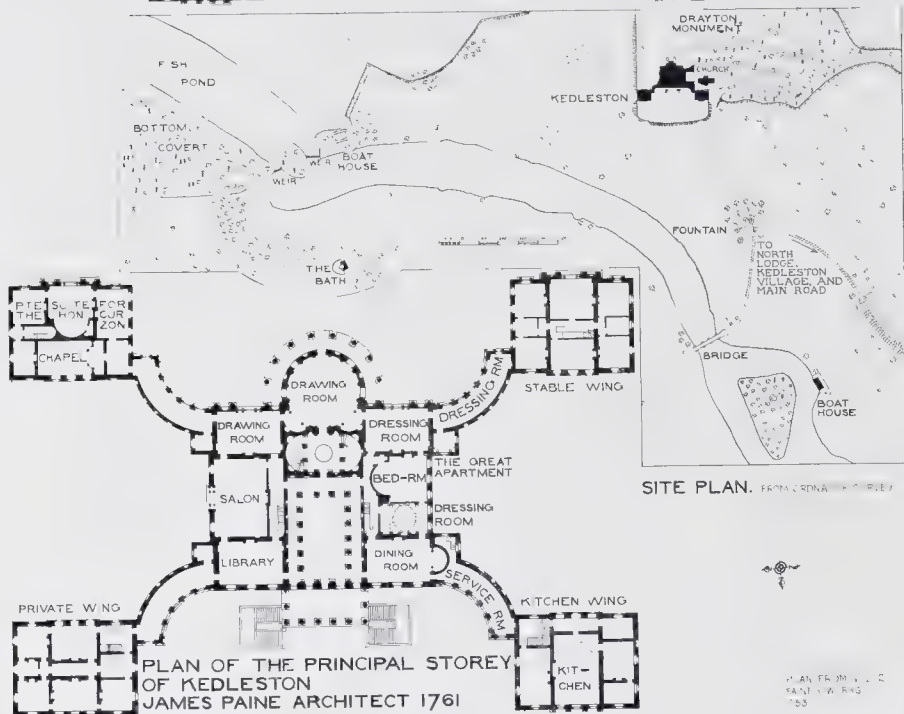 DRAYTON
MONUMENT
CHURCH
KEDLESTON
FISH
POND
BOTTOM
COVERT
WEIR
WEIR
BOAT
HOUSE
FOUNTAIN
TO
NORTH
LODGE,
KEDLESTON
VILLAGE, AND
MAIN ROAD
THE
BATH
BRIDGE
BOAT
HOUSE
SITE PLAN.
FOR
CUR
ZON
CHAPEL
DRAWING
ROOM
DRESSING RM
STABLE WING
DRAWING
ROOM
DRESSING
ROOM
THE GREAT
APARTMENT
BED-RM
SALON
DRESSING
ROOM
LIBRARY
DINING
ROOM
SERVICE RM
PRIVATE WING
KITCHEN WING
KIT-
CHEN
PLAN OF THE PRINCIPAL STOREY
OF KEDLESTON
JAMES PAINE ARCHITECT 1761